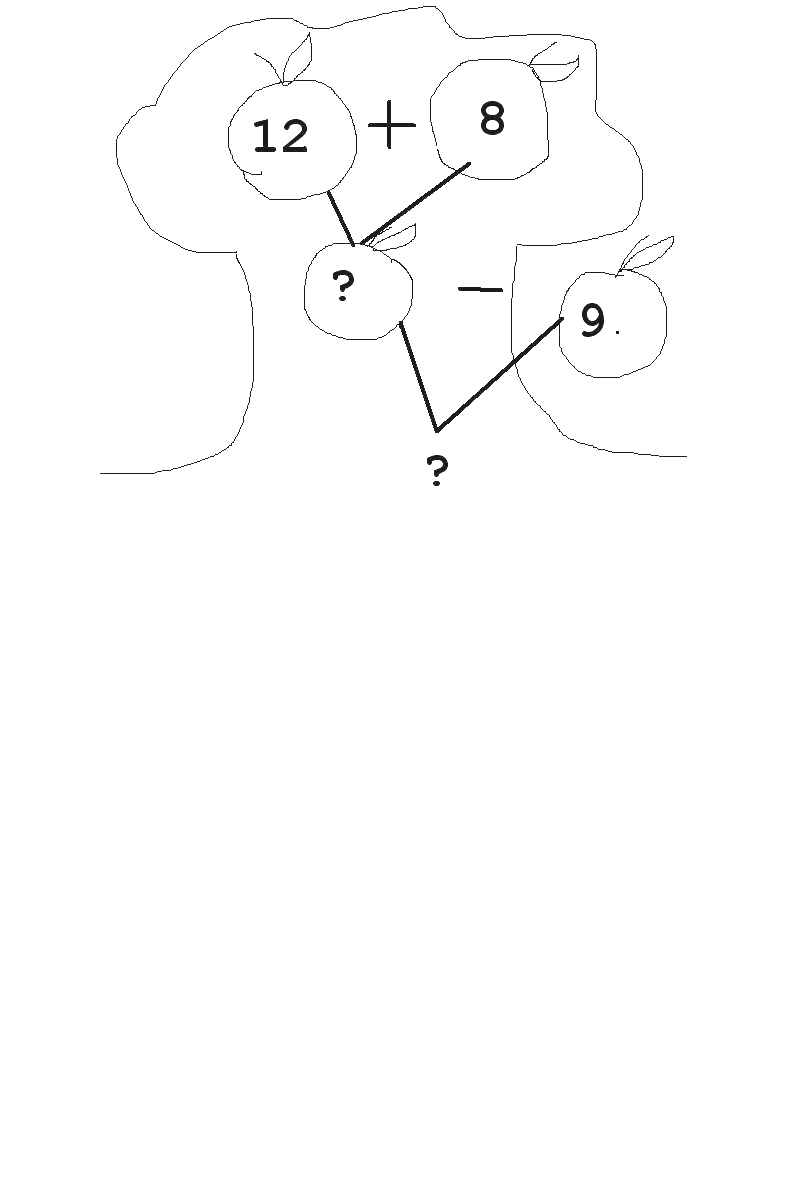 12 + 8
? - 9.
?